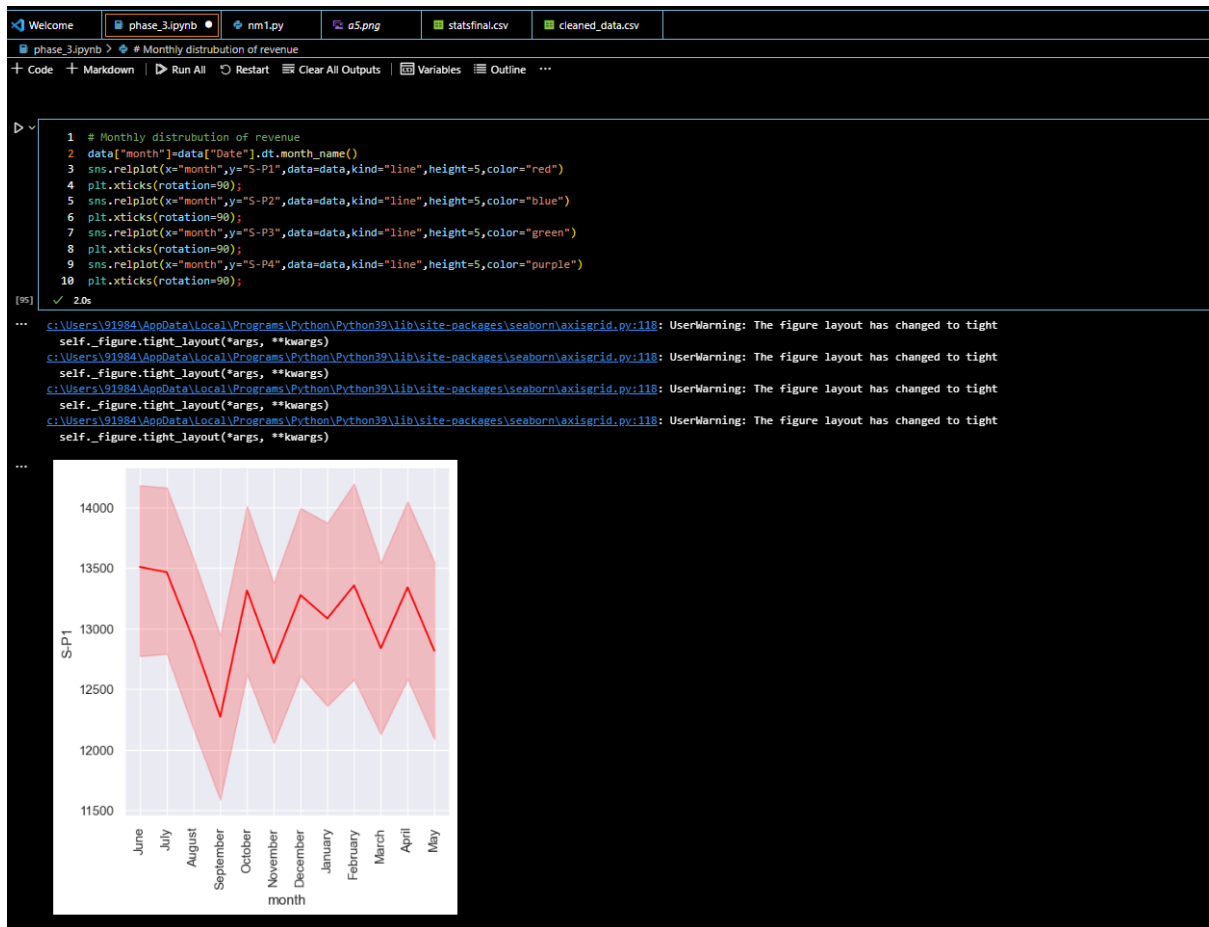 Welcome phase_3.ipynb nm1.py a5.png statsfinal.csv cleaned_data.csv
phase_3.ipynb > # Monthly distrubution of revenue
+ Code + Markdown | Run All Restart Clear All Outputs | Variables Outline ...
1 # Monthly distrubution of revenue
2 data["month"]=data["Date"].dt.month_name()
3 sns.relplot(x="month",y="S-P1",data=data,kind="line",height=5,color="red")
4 plt.xticks(rotation=90);
5 sns.relplot(x="month",y="S-P2",data=data,kind="line",height=5,color="blue")
6 plt.xticks(rotation=90);
7 sns.relplot(x="month",y="S-P3",data=data,kind="line",height=5,color="green")
8 plt.xticks(rotation=90);
9 sns.relplot(x="month",y="S-P4",data=data,kind="line",height=5,color="purple")
10 plt.xticks(rotation=90);
[95] ✓ 2.0s
... c:\Users\91984\AppData\Local\Programs\Python\Python39\lib\site-packages\seaborn\axisgrid.py:118: UserWarning: The figure layout has changed to tight
self._figure.tight_layout(*args, **kwargs)
c:\Users\91984\AppData\Local\Programs\Python\Python39\lib\site-packages\seaborn\axisgrid.py:118: UserWarning: The figure layout has changed to tight
self._figure.tight_layout(*args, **kwargs)
c:\Users\91984\AppData\Local\Programs\Python\Python39\lib\site-packages\seaborn\axisgrid.py:118: UserWarning: The figure layout has changed to tight
self._figure.tight_layout(*args, **kwargs)
c:\Users\91984\AppData\Local\Programs\Python\Python39\lib\site-packages\seaborn\axisgrid.py:118: UserWarning: The figure layout has changed to tight
self._figure.tight_layout(*args, **kwargs)
...
14000
13500
13000
12500
12000
11500
S-P1
June
July
August
September
October
November
December
January
February
March
April
May
month